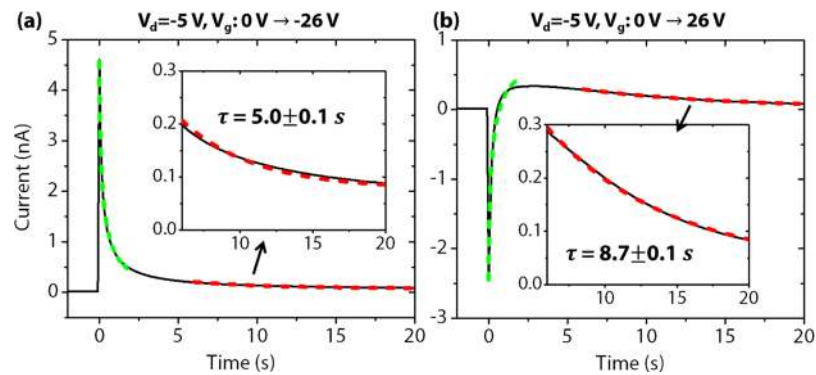 (a) V_d=-5 V, V_g: 0 V → -26 V
5
4
3
2
1
0
Current (nA)
0.3
0.2
0.1
0.0
10 15 20
τ = 5.0±0.1 s
0 5 10 15 20
Time (s)
(b) V_d=-5 V, V_g: 0 V → 26 V
1
0
-1
-2
-3
0.3
0.2
0.1
0.0
10 15 20
τ = 8.7±0.1 s
0 5 10 15 20
Time (s)